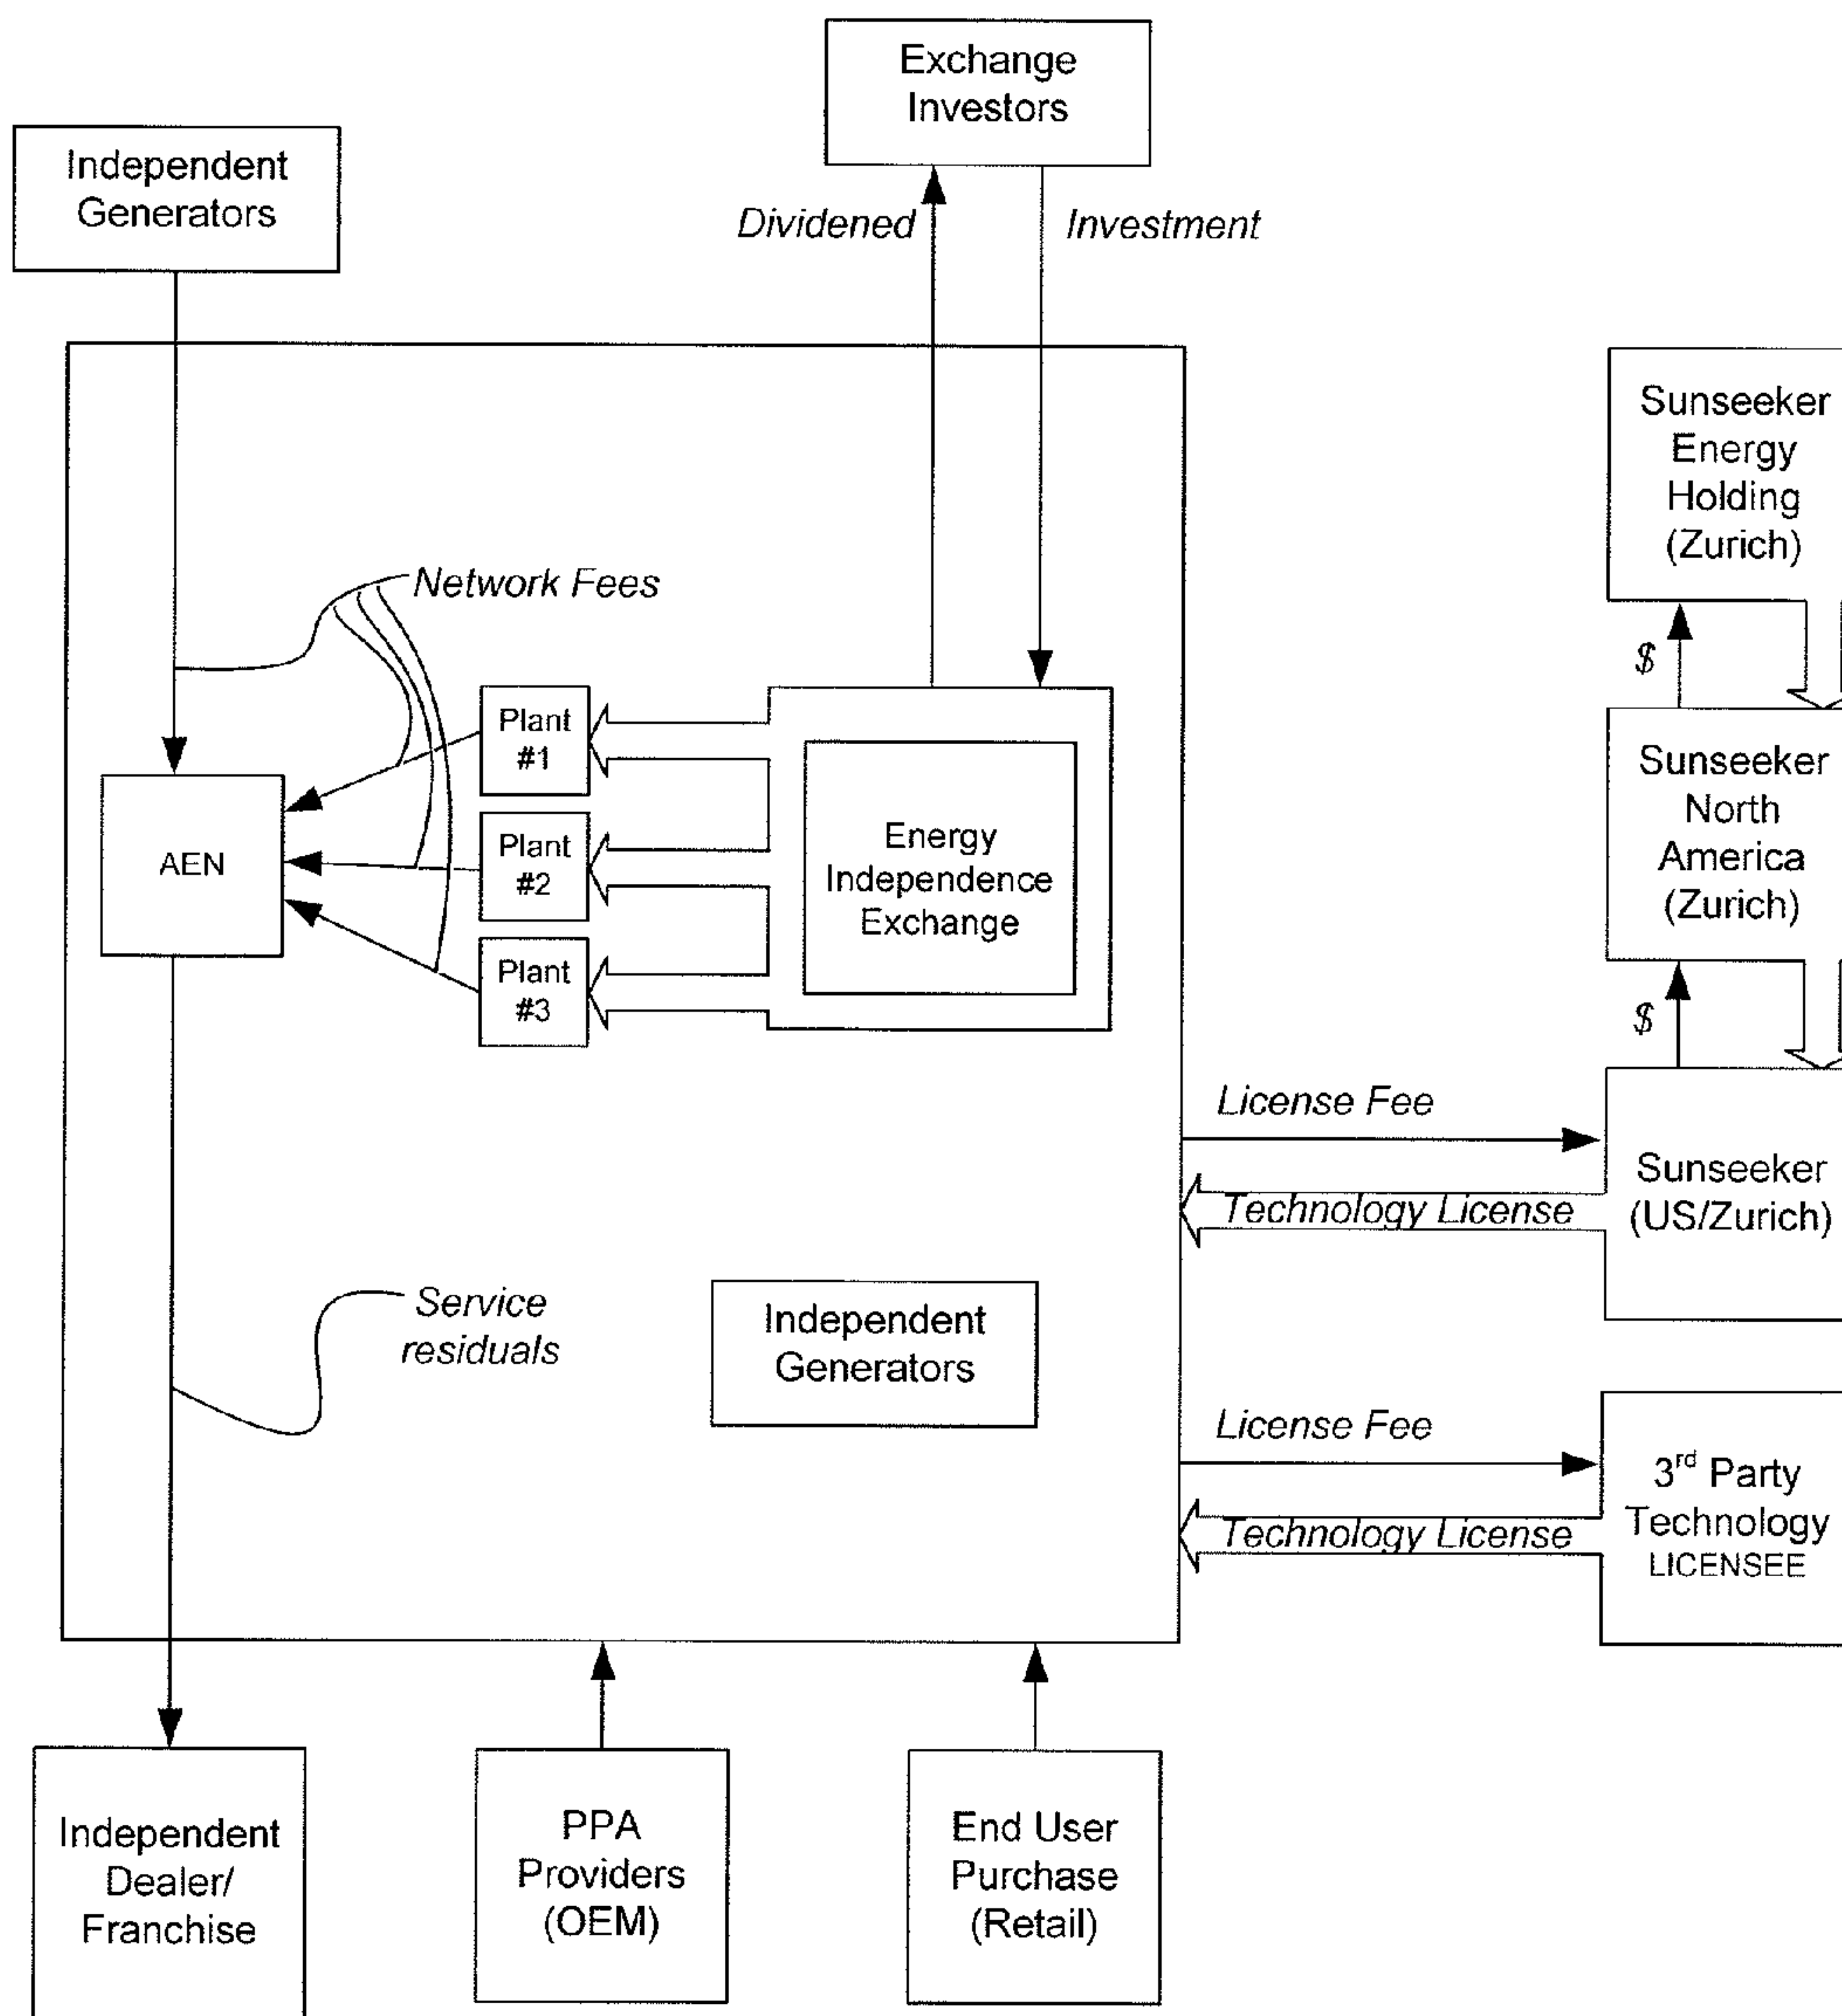 Exchange
Investors
Independent
Generators
Dividened
Investment
Sunseeker
Energy
Holding
(Zurich)
Network Fees
$
Plant
#1
Sunseeker
North
America
(Zurich)
AEN
Plant
#2
Energy
Independence
Exchange
Plant
#3
$
License Fee
Sunseeker
(US/Zurich)
Technology License
Service
residuals
Independent
Generators
License Fee
3rd Party
Technology
LICENSEE
Technology License
Independent
Dealer/
Franchise
PPA
Providers
(OEM)
End User
Purchase
(Retail)